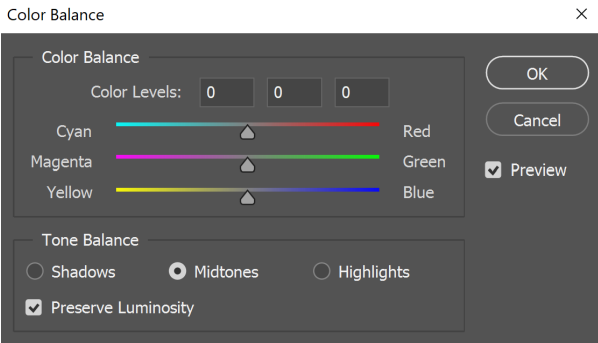 Color Balance
Color Balance
Color Levels: 0 0 0
Cyan Red
Magenta Green
Yellow Blue
Tone Balance
Shadows Midtones Highlights
Preserve Luminosity
OK
Cancel
Preview